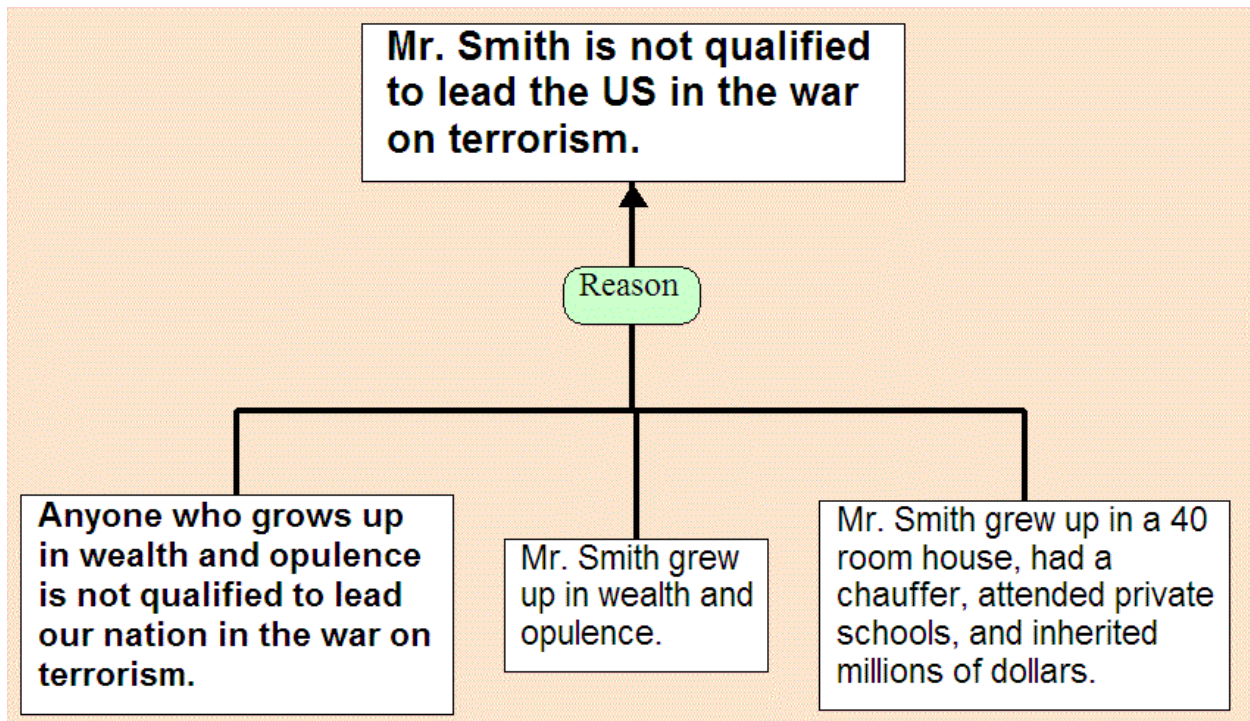 Mr. Smith is not qualified
to lead the US in the war
on terrorism.
Reason
Anyone who grows up
in wealth and opulence
is not qualified to lead
our nation in the war on
terrorism.
Mr. Smith grew
up in wealth and
opulence.
Mr. Smith grew up in a 40
room house, had a
chauffer, attended private
schools, and inherited
millions of dollars.